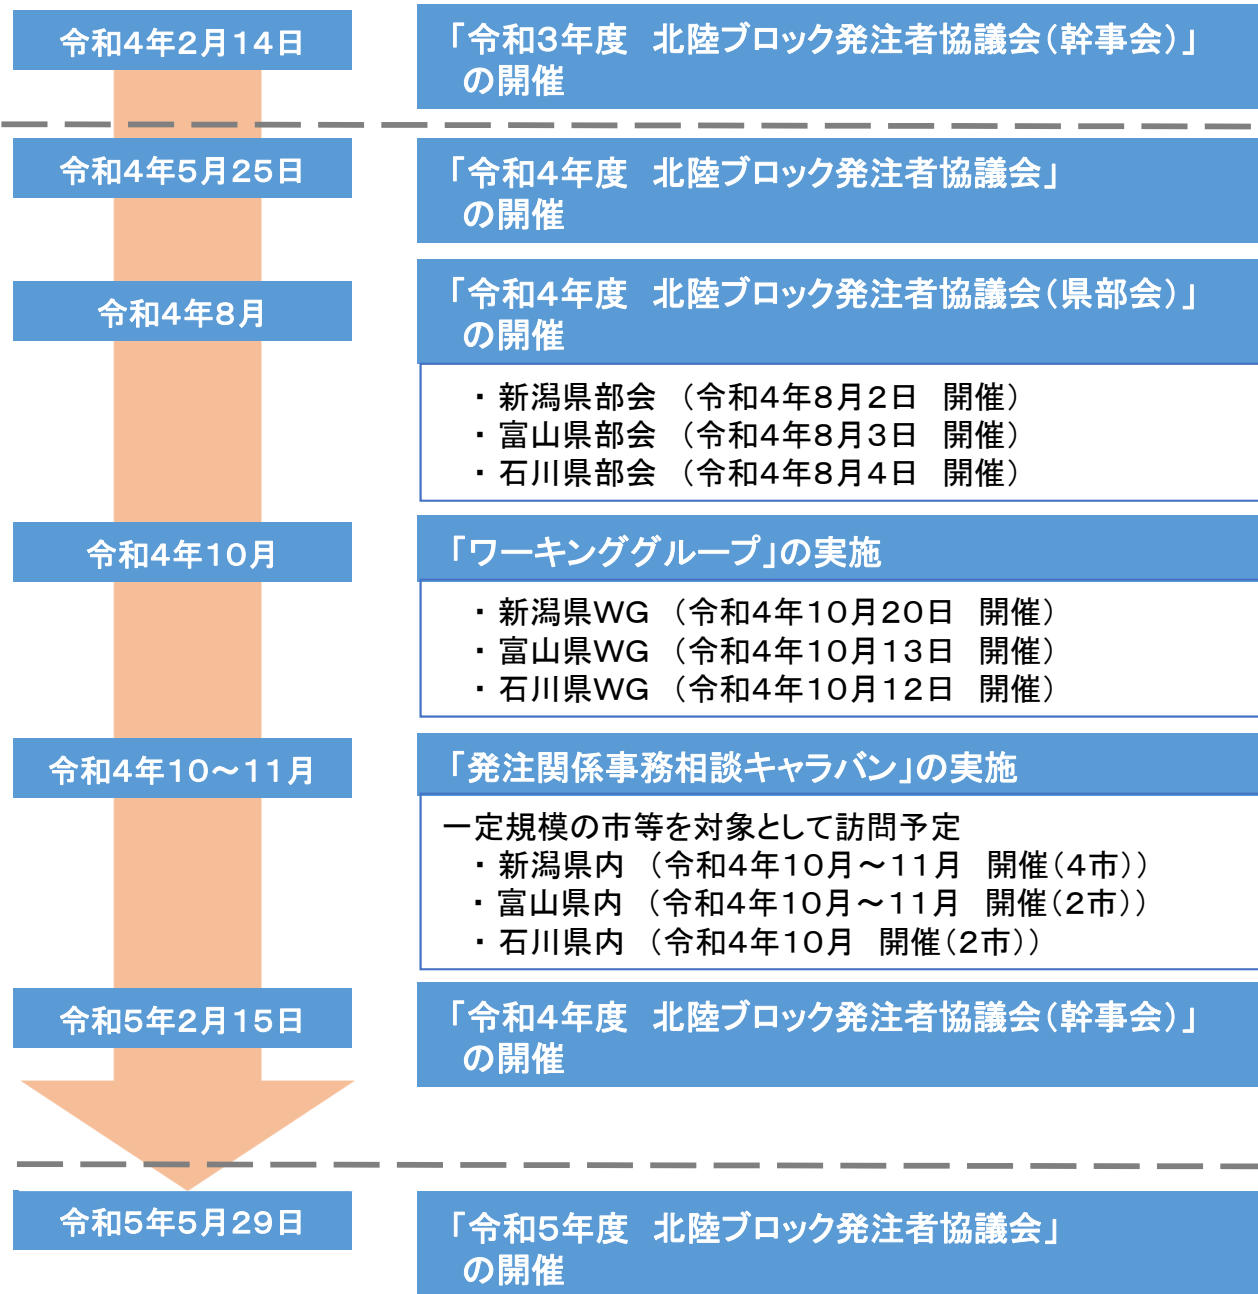 令和4年2月14日
「令和3年度　北陸ブロック発注者協議会(幹事会)」
の開催
令和4年5月25日
「令和4年度　北陸ブロック発注者協議会」
の開催
令和4年8月
「令和4年度　北陸ブロック発注者協議会(県部会)」
の開催
・新潟県部会　（令和4年8月2日　開催）
・富山県部会　（令和4年8月3日　開催）
・石川県部会　（令和4年8月4日　開催）
令和4年10月
「ワーキンググループ」の実施
・新潟県WG　（令和4年10月20日　開催）
・富山県WG　（令和4年10月13日　開催）
・石川県WG　（令和4年10月12日　開催）
令和4年10～11月
「発注関係事務相談キャラバン」の実施
一定規模の市等を対象として訪問予定
・新潟県内　（令和4年10月～11月　開催(4市)）
・富山県内　（令和4年10月～11月　開催(2市)）
・石川県内　（令和4年10月　開催(2市)）
令和5年2月15日
「令和4年度　北陸ブロック発注者協議会(幹事会)」
の開催
令和5年5月29日
「令和5年度　北陸ブロック発注者協議会」
の開催